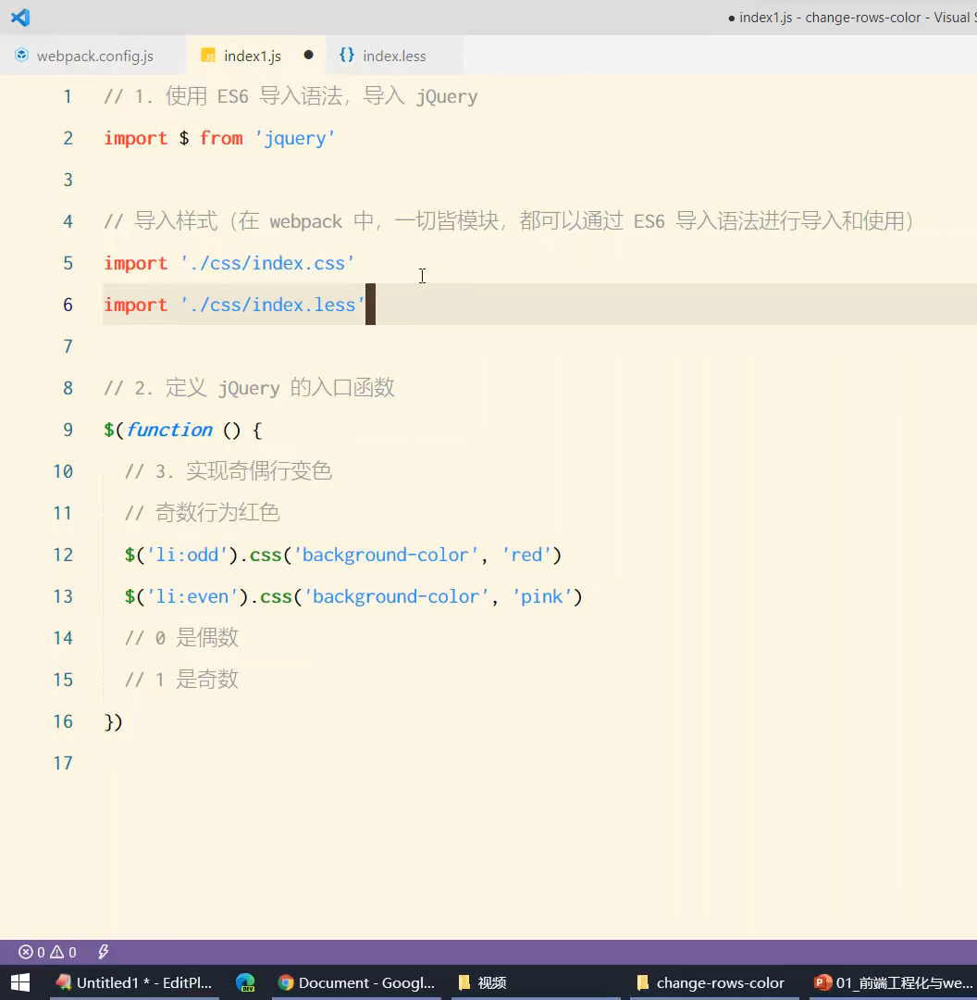 ● index1.js - change-rows-color - Visual
webpack.config.js index1.js ● {} index.less
1 // 1. 使用 ES6 导入语法，导入 jQuery
2 import $ from 'jquery'
3
4 // 导入样式（在 webpack 中，一切皆模块，都可以通过 ES6 导入语法进行导入和使用）
5 import './css/index.css'
6 import './css/index.less'
7
8 // 2. 定义 jQuery 的入口函数
9 $(function () {
10 // 3. 实现奇偶行变色
11 // 奇数行为红色
12 $('li:odd').css('background-color', 'red')
13 $('li:even').css('background-color', 'pink')
14 // 0 是偶数
15 // 1 是奇数
16 })
17
0 0
Untitled1 * - EditPl... Document - Googl... 视频 change-rows-color 01_前端工程化与we...